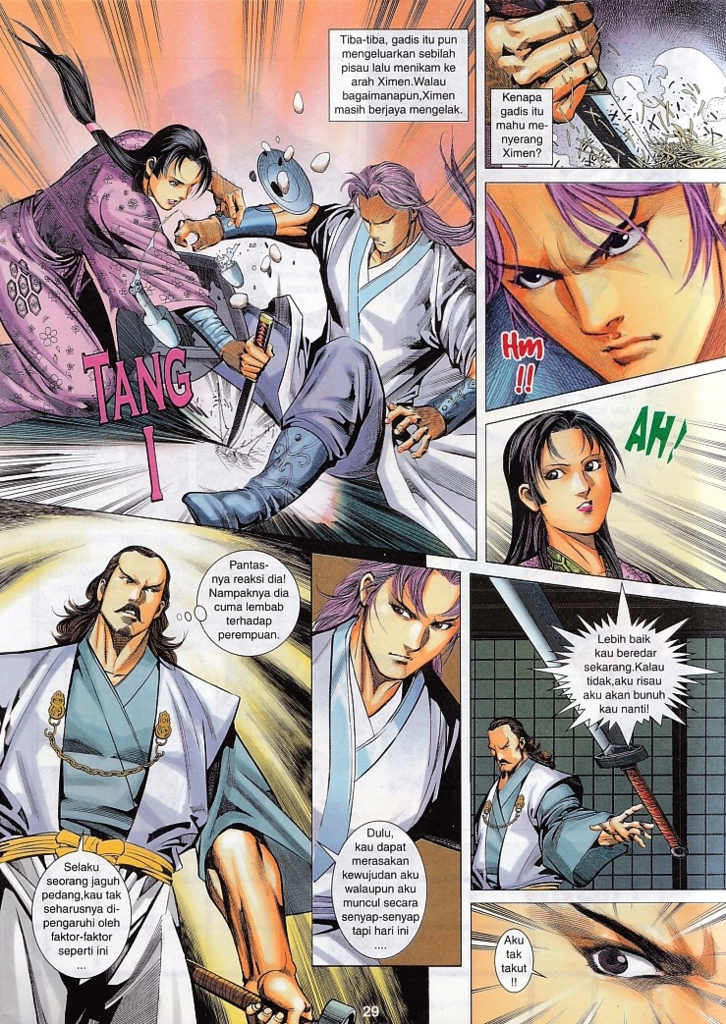 Tiba-tiba, gadis itu pun
mengeluarkan sebilah
pisau lalu menikam ke
arah Ximen.Walau
bagaimanapun,Ximen
masih berjaya mengelak.
Kenapa
gadis itu
mahu me-
nyerang
Ximen?
TANG
!
Hm
!!
AH!
Pantas-
nya reaksi dia!
Nampaknya dia
cuma lembab
terhadap
perempuan.
Selaku
seorang jaguh
pedang,kau tak
seharusnya di-
pengaruhi oleh
faktor-faktor
seperti ini
...
Dulu,
kau dapat
merasakan
kewujudan aku
walaupun aku
muncul secara
senyap-senyap
tapi hari ini
....
Lebih baik
kau beredar
sekarang.Kalau
tidak,aku risau
aku akan bunuh
kau nanti!
Aku
tak
takut
!!
29